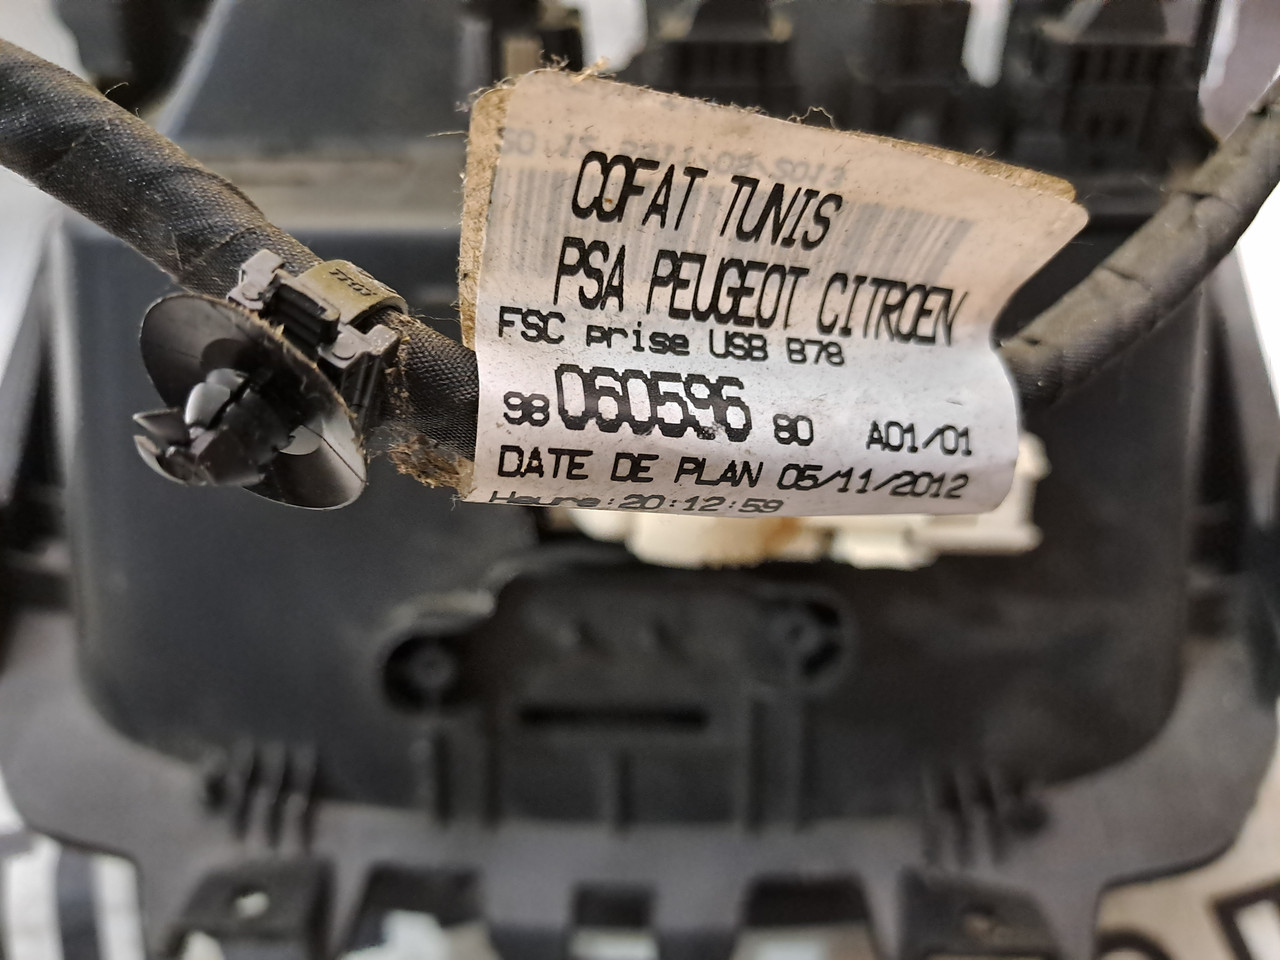 COFAT TUNIS
PSA PEUGEOT CITROEN
FSC prise USB B78
98 060596 80 A01/01
DATE DE PLAN 05/11/2012
Heure:20:12:59